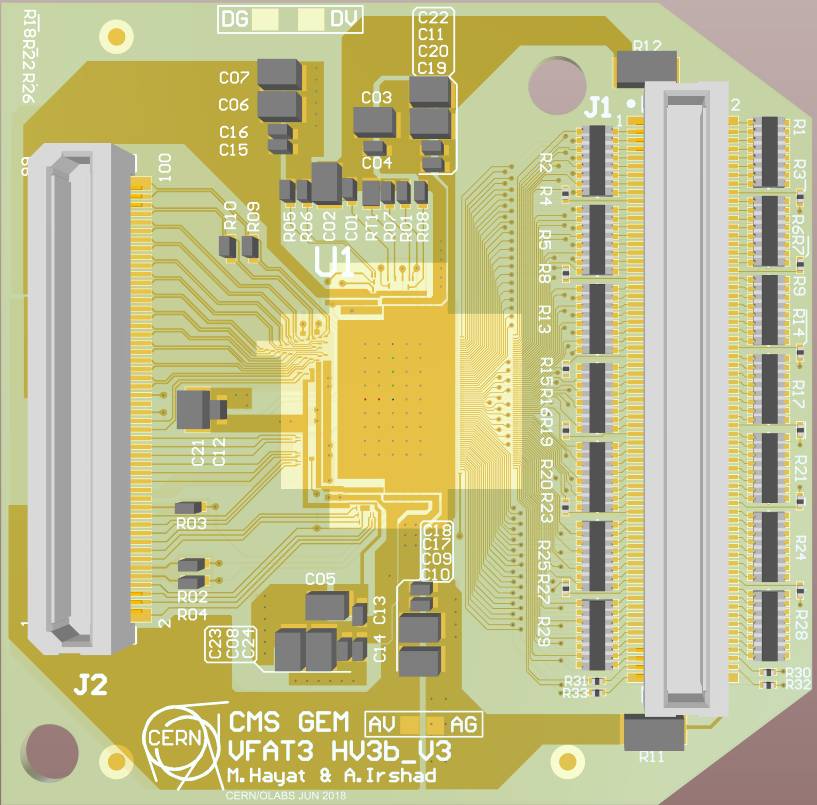 DG DV
C22
C11
C20
C19
R18 R22 R26
C07
C06
C16
C15
C03
C04
R12
J1
1
2
R1
R3
R6 R7
R9
R14
R17
R21
R24
R28
R30
R32
R2
R4
R5
R8
R13
R15 R16 R19
R20 R23
R25 R27
R29
R31
R33
R11
100
R10 R09
R05 R06 C02 C01 RT1 R07 R01 R08
U1
C21 C12
R03
R02
R04
1
2
J2
C18
C17
C09
C10
C05
C13
C14
C23 C08 C24
CERN
CMS GEM
AV AG
VFAT3 HV3b_V3
M.Hayat & A.Irshad
CERN/OLABS JUN 2018